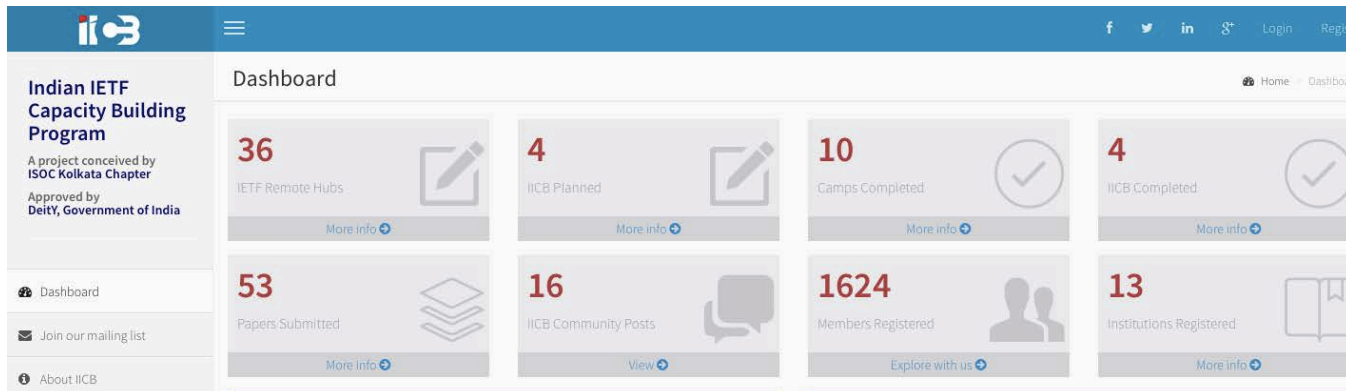 iicB
f in g+ Login
Indian IETF
Capacity Building
Program
A project conceived by
ISOC Kolkata Chapter
Approved by
DeitY, Government of India
Dashboard
Join our mailing list
About IICB
Dashboard
Home
36
IETF Remote Hubs
More info
4
IICB Planned
More info
10
Camps Completed
More info
4
IICB Completed
More info
53
Papers Submitted
More info
16
IICB Community Posts
View
1624
Members Registered
Explore with us
13
Institutions Registered
More info